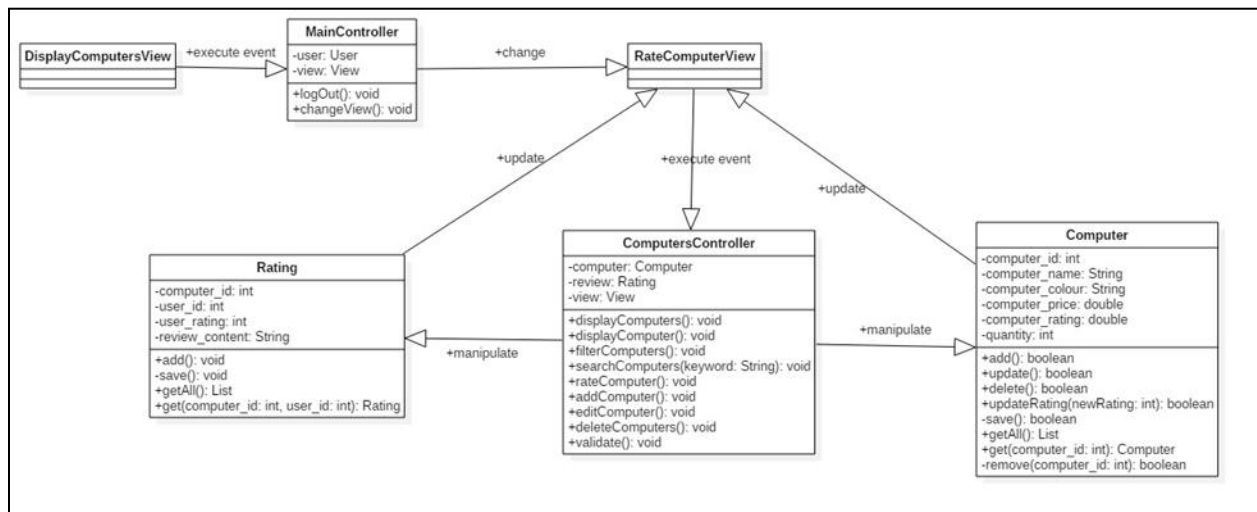 DisplayComputersView
+execute event
MainController
-user: User
-view: View
+logOut(): void
+changeView(): void
+change
RateComputerView
+update
+execute event
+update
Rating
-computer_id: int
-user_id: int
-user_rating: int
-review_content: String
+add(): void
-save(): void
+getAll(): List
+get(computer_id: int, user_id: int): Rating
+manipulate
ComputersController
-computer: Computer
-review: Rating
-view: View
+displayComputers(): void
+displayComputer(): void
+filterComputers(): void
+searchComputers(keyword: String): void
+rateComputer(): void
+addComputer(): void
+editComputer(): void
+deleteComputers(): void
+validate(): void
+manipulate
Computer
-computer_id: int
-computer_name: String
-computer_colour: String
-computer_price: double
-computer_rating: double
-quantity: int
+add(): boolean
+update(): boolean
+delete(): boolean
+updateRating(newRating: int): boolean
-save(): boolean
+getAll(): List
+get(computer_id: int): Computer
-remove(computer_id: int): boolean